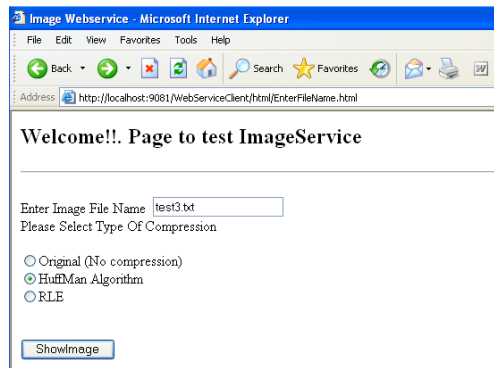 Image Webservice - Microsoft Internet Explorer
File Edit View Favorites Tools Help
Back Search Favorites
Address http://localhost:9081/WebServiceClient/html/EnterFileName.html
Welcome!!. Page to test ImageService
Enter Image File Name test3.txt
Please Select Type Of Compression
Original (No compression)
HuffMan Algorithm
RLE
ShowImage